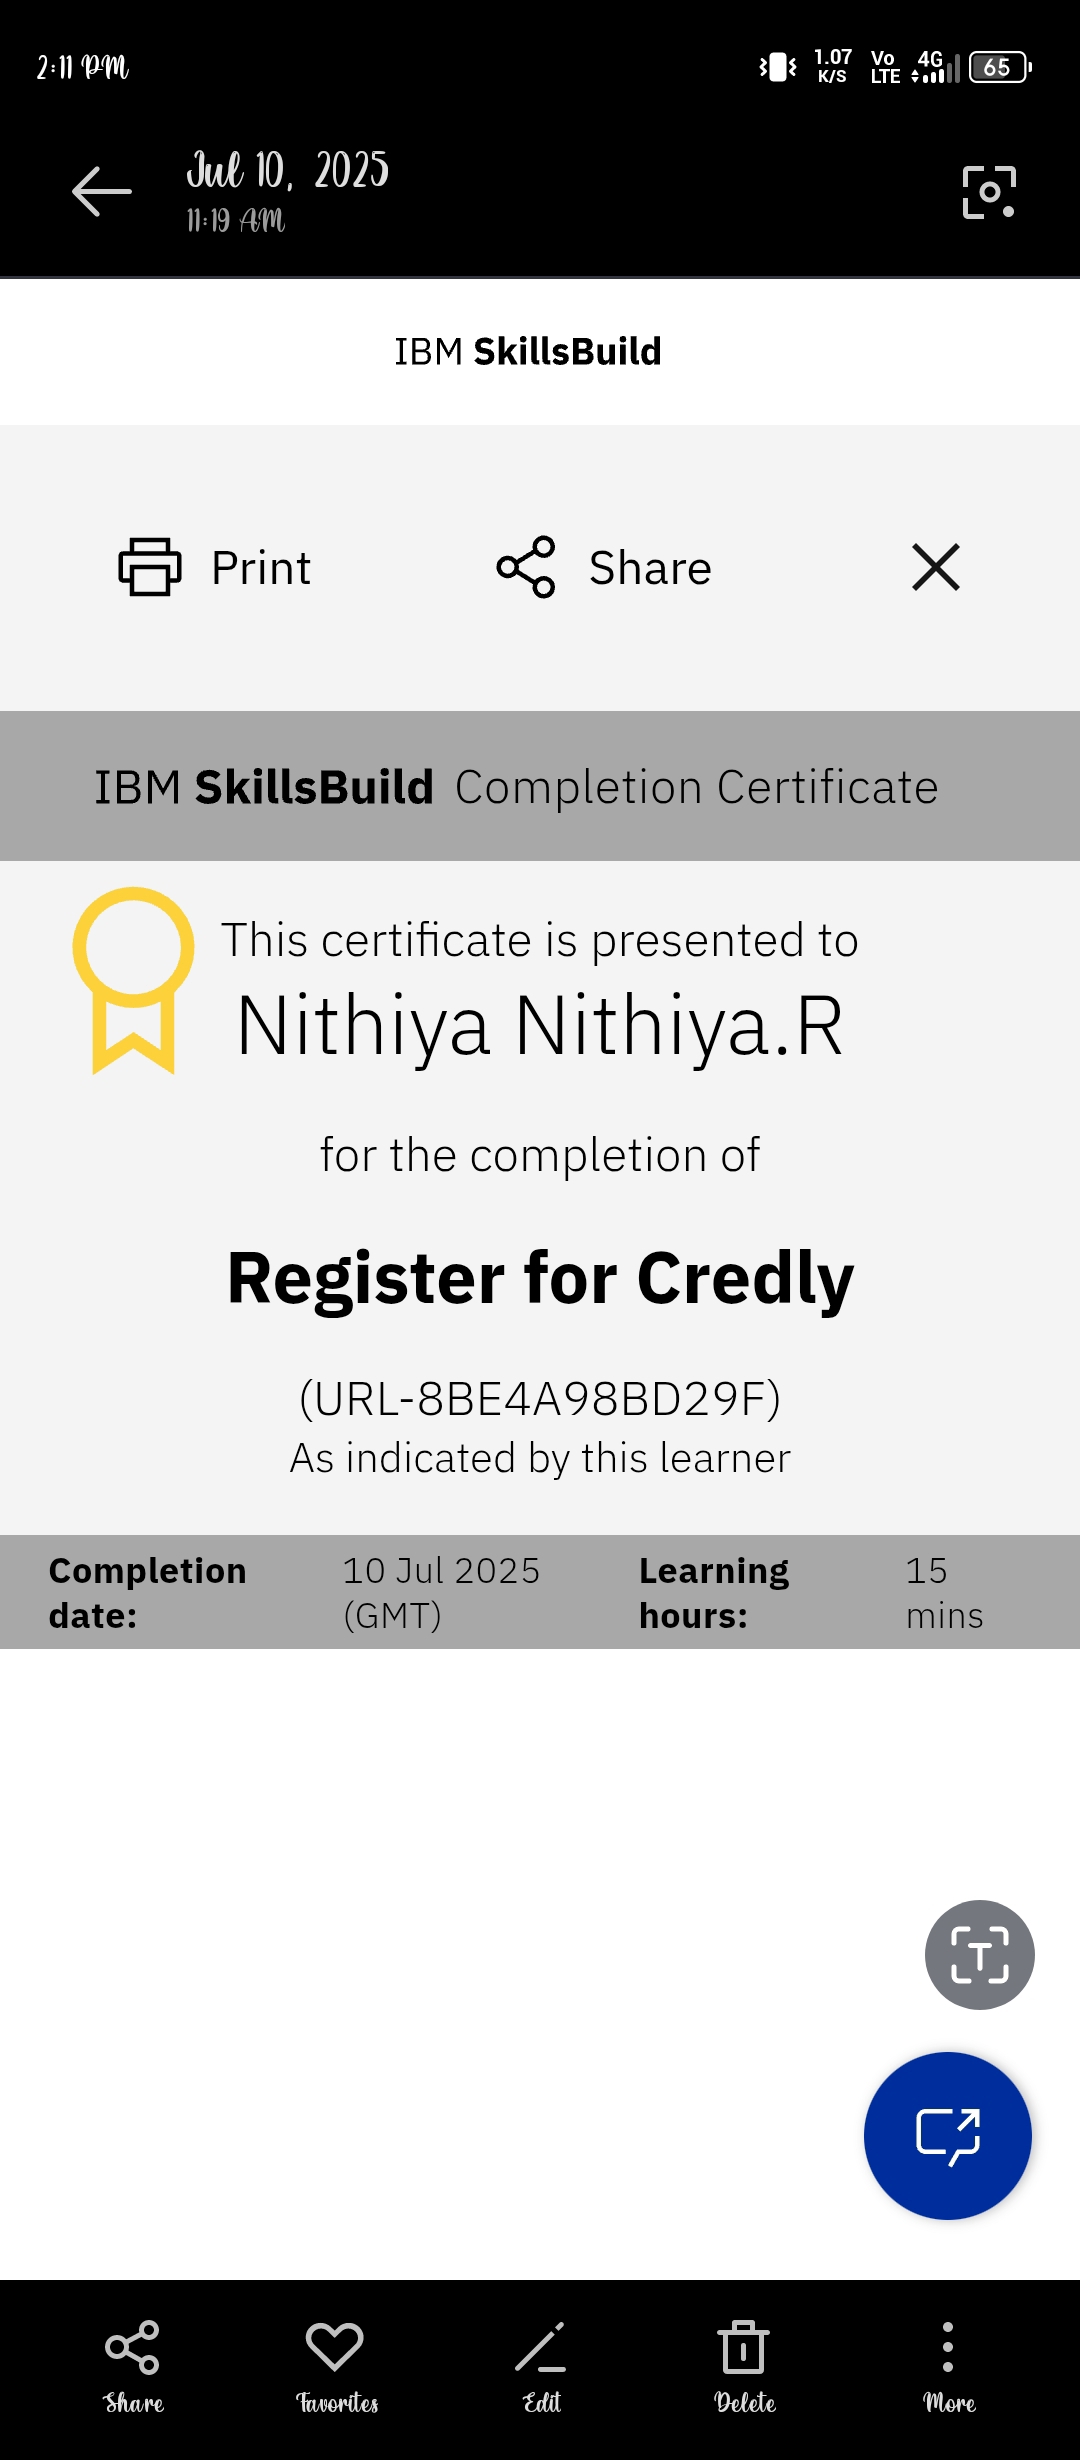 2:11 PM
1.07 K/S Vo LTE 4G 65
Jul 10, 2025
11:19 AM
IBM SkillsBuild
Print Share
IBM SkillsBuild Completion Certificate
This certificate is presented to
Nithiya Nithiya.R
for the completion of
Register for Credly
(URL-8BE4A98BD29F)
As indicated by this learner
Completion date: 10 Jul 2025 (GMT) Learning hours: 15 mins
T
Share Favorites Edit Delete More